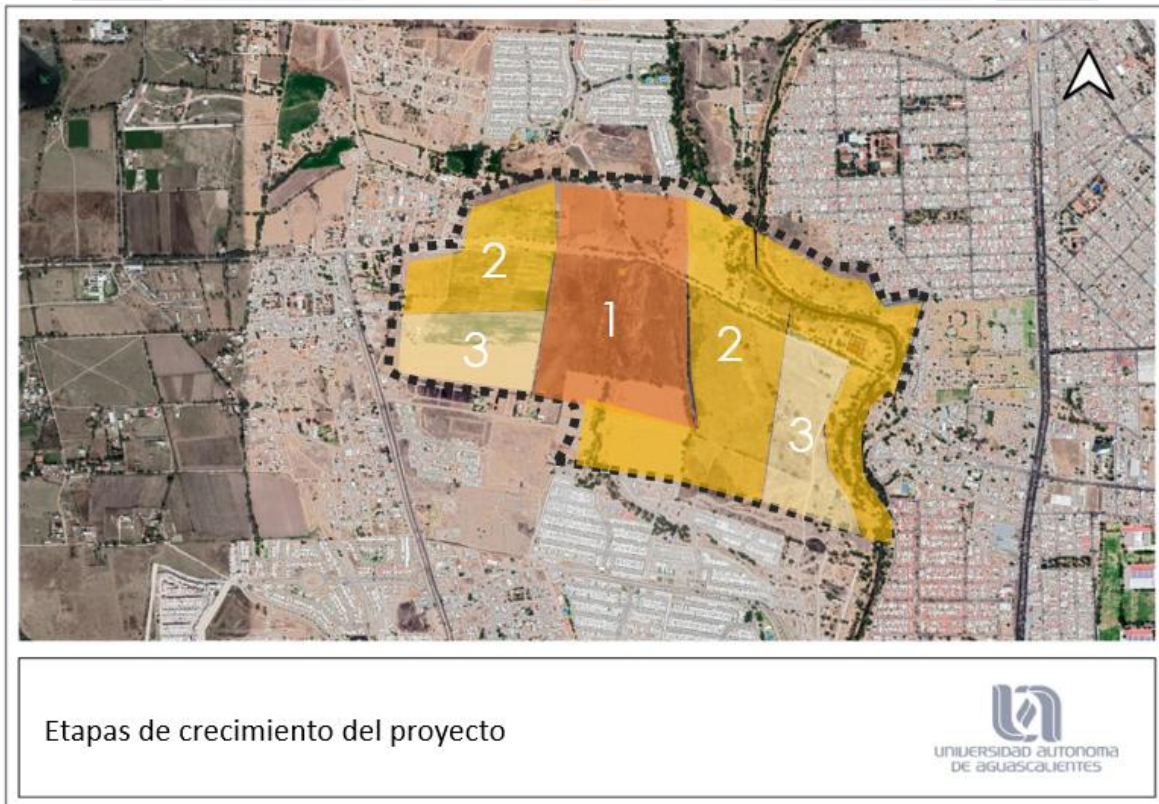 2
1
2
3
3
Etapas de crecimiento del proyecto
UNIVERSIDAD AUTONOMA
DE AGUASCALIENTES